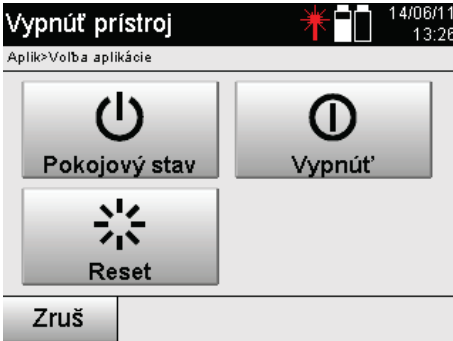 Vypnúť prístroj
14/06/11
13:26
Aplik>Voľba aplikácie
Pokojový stav
Vypnúť
Reset
Zruš